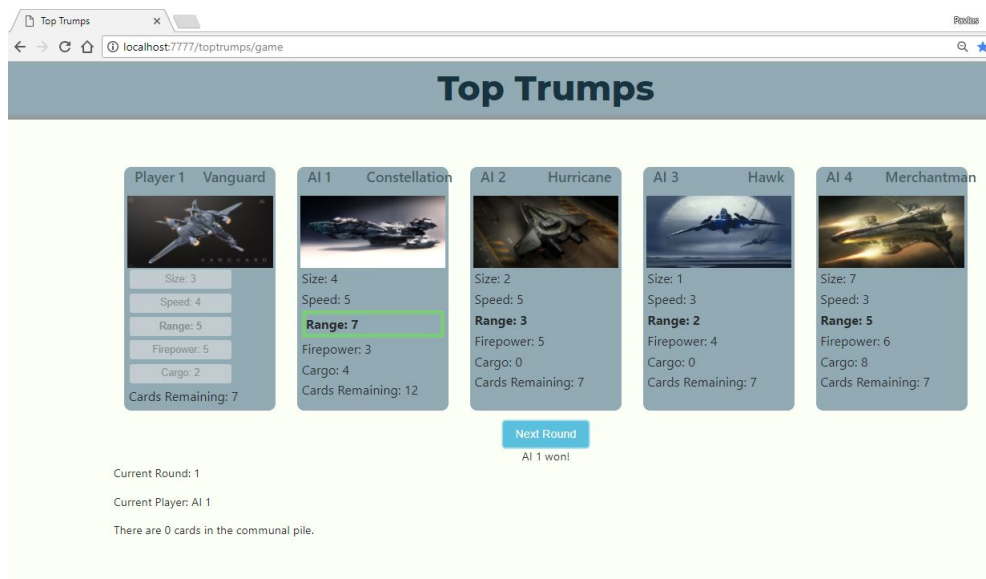 Top Trumps
Pavlos
localhost:7777/toptrumps/game
Top Trumps
Player 1 Vanguard
VANGUARD
Size: 3
Speed: 4
Range: 5
Firepower: 5
Cargo: 2
Cards Remaining: 7
AI 1 Constellation
Size: 4
Speed: 5
Range: 7
Firepower: 3
Cargo: 4
Cards Remaining: 12
AI 2 Hurricane
Size: 2
Speed: 5
Range: 3
Firepower: 5
Cargo: 0
Cards Remaining: 7
AI 3 Hawk
Size: 1
Speed: 3
Range: 2
Firepower: 4
Cargo: 0
Cards Remaining: 7
AI 4 Merchantman
Size: 7
Speed: 3
Range: 5
Firepower: 6
Cargo: 8
Cards Remaining: 7
Next Round
AI 1 won!
Current Round: 1
Current Player: AI 1
There are 0 cards in the communal pile.